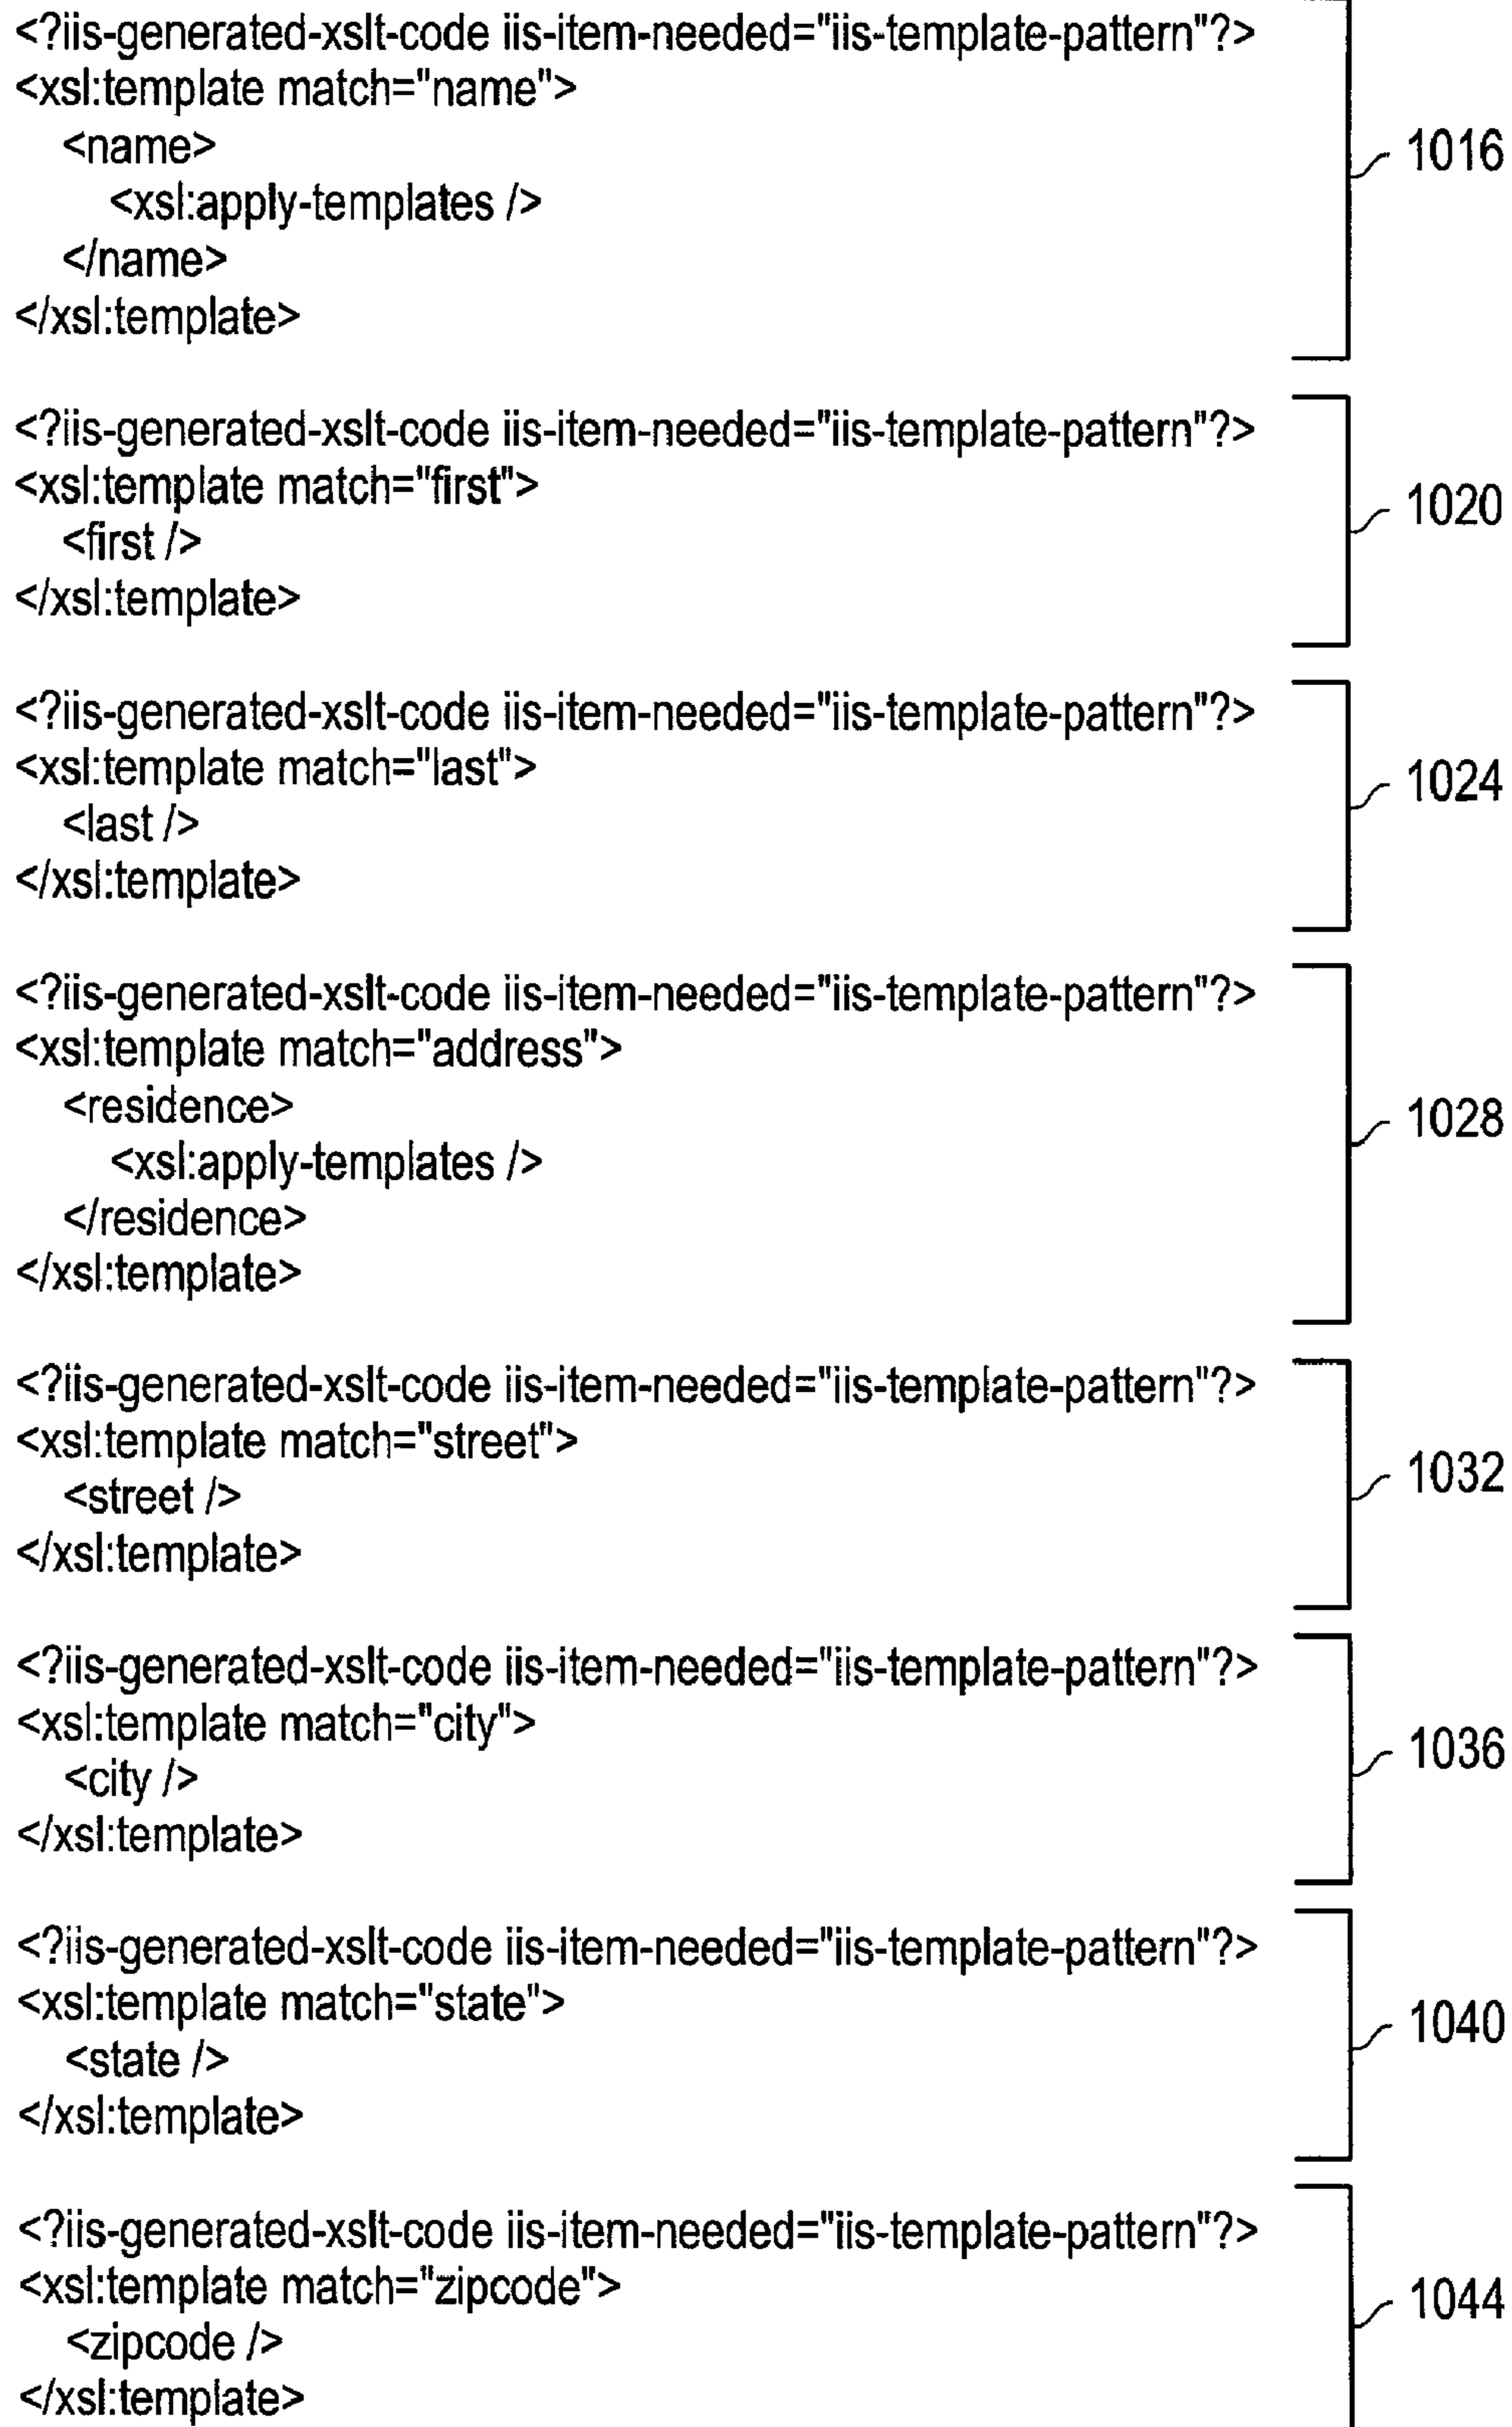 <?iis-generated-xslt-code iis-item-needed="iis-template-pattern"?>
<xsl:template match="name">
<name>
1016
<xsl:apply-templates />
</name>
</xsl:template>
<?iis-generated-xslt-code iis-item-needed="iis-template-pattern"?>
<xsl:template match="first">
1020
<first />
</xsl:template>
<?iis-generated-xslt-code iis-item-needed="iis-template-pattern"?>
<xsl:template match="last">
1024
<last />
</xsl:template>
<?iis-generated-xslt-code iis-item-needed="iis-template-pattern"?>
<xsl:template match="address">
<residence>
1028
<xsl:apply-templates />
</residence>
</xsl:template>
<?iis-generated-xslt-code iis-item-needed="iis-template-pattern"?>
<xsl:template match="street">
1032
<street />
</xsl:template>
<?iis-generated-xslt-code iis-item-needed="iis-template-pattern"?>
<xsl:template match="city">
1036
<city />
</xsl:template>
<?iis-generated-xslt-code iis-item-needed="iis-template-pattern"?>
<xsl:template match="state">
1040
<state />
</xsl:template>
<?iis-generated-xslt-code iis-item-needed="iis-template-pattern"?>
<xsl:template match="zipcode">
1044
<zipcode />
</xsl:template>